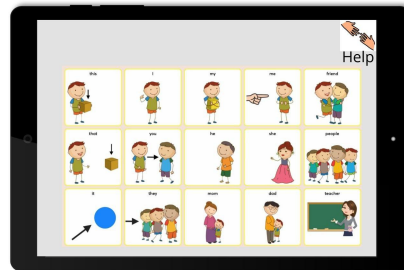 Help
this I my me friend
that you he she people
it they mom dad teacher